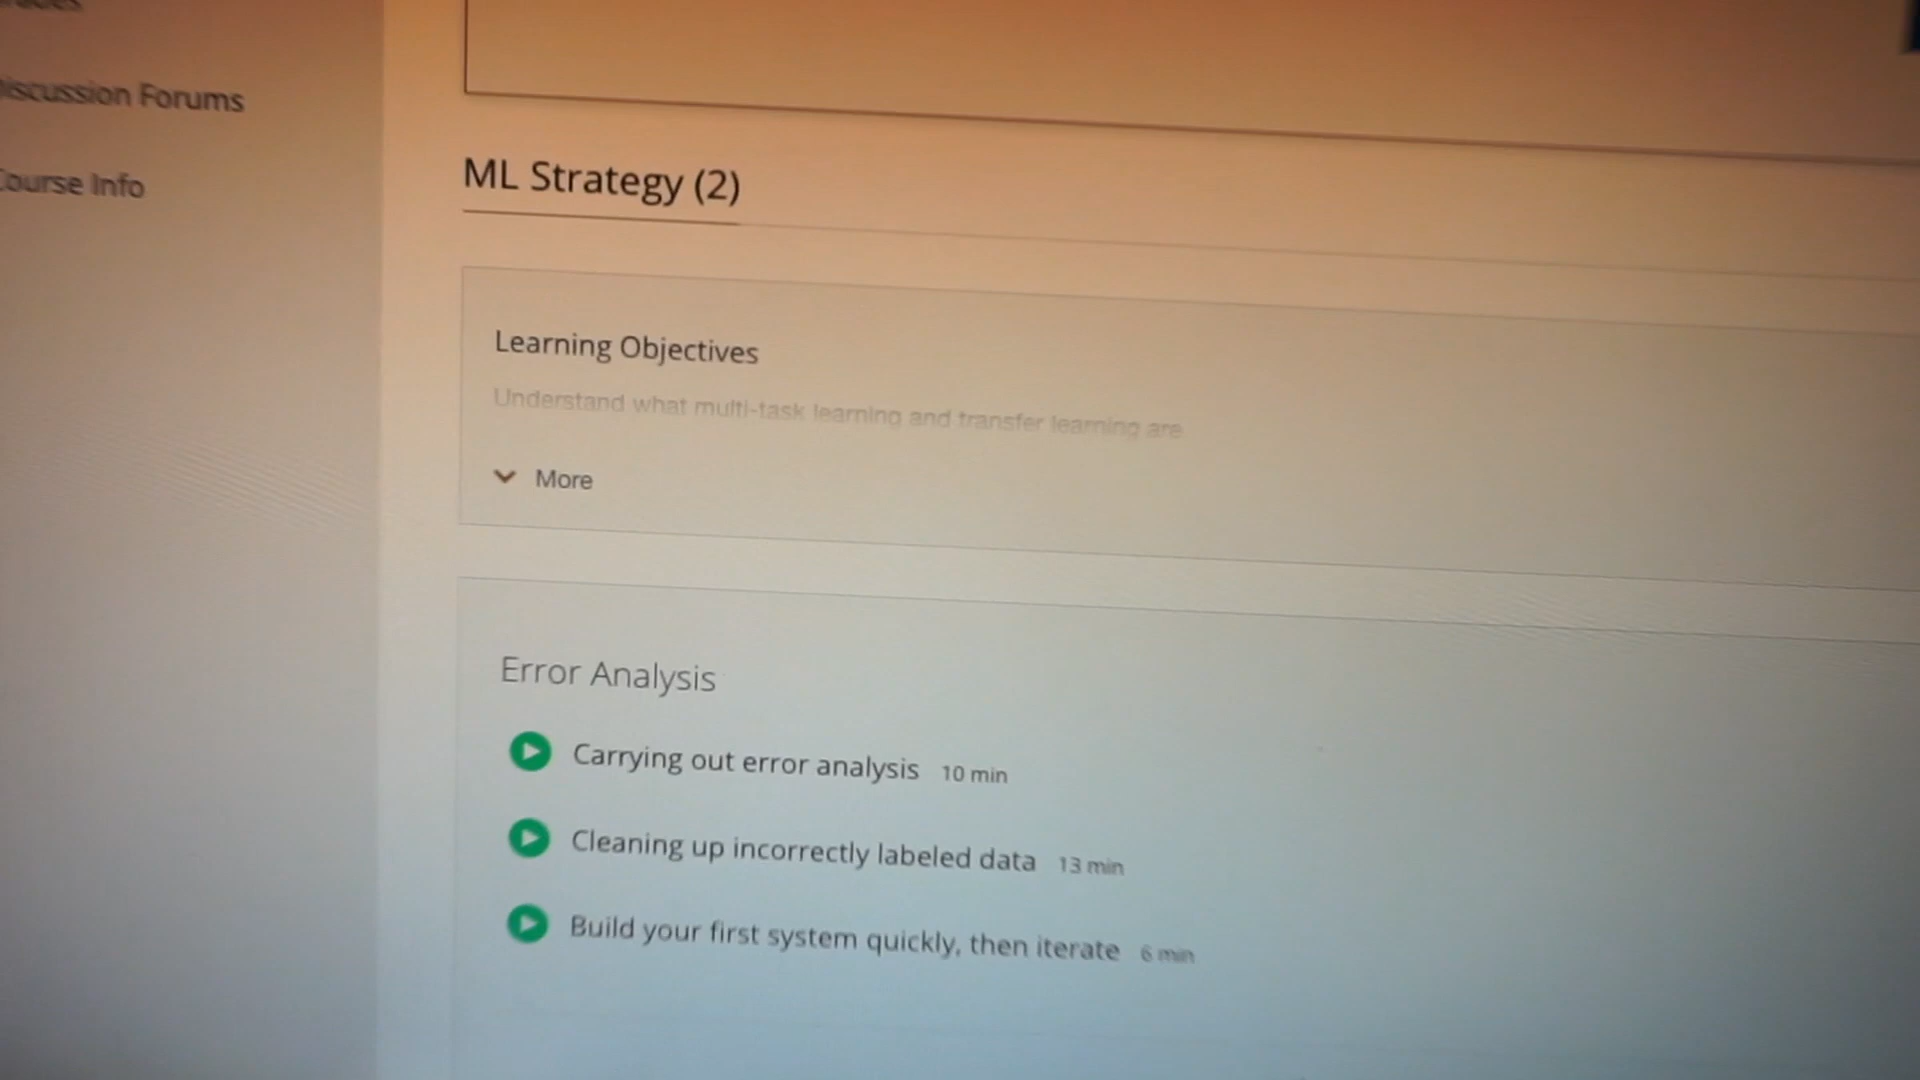 Discussion Forums
Course Info
ML Strategy (2)
Learning Objectives
Understand what multi-task learning and transfer learning are
More
Error Analysis
Carrying out error analysis 10 min
Cleaning up incorrectly labeled data 13 min
Build your first system quickly, then iterate 6 min